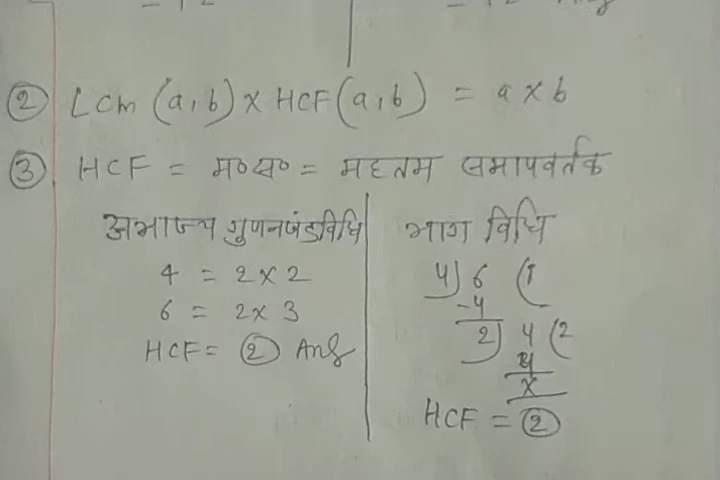 ② Lcm (a,b) x HCF (a,b) = a x b
③ HCF = म०स० = महत्तम समापवर्तक
अभाज्य गुणनखंडविधि
4 = 2 x 2
6 = 2 x 3
HCF = ② Ans
भाग विधि
4) 6 (1
-4
2) 4 (2
4
x
HCF = ②